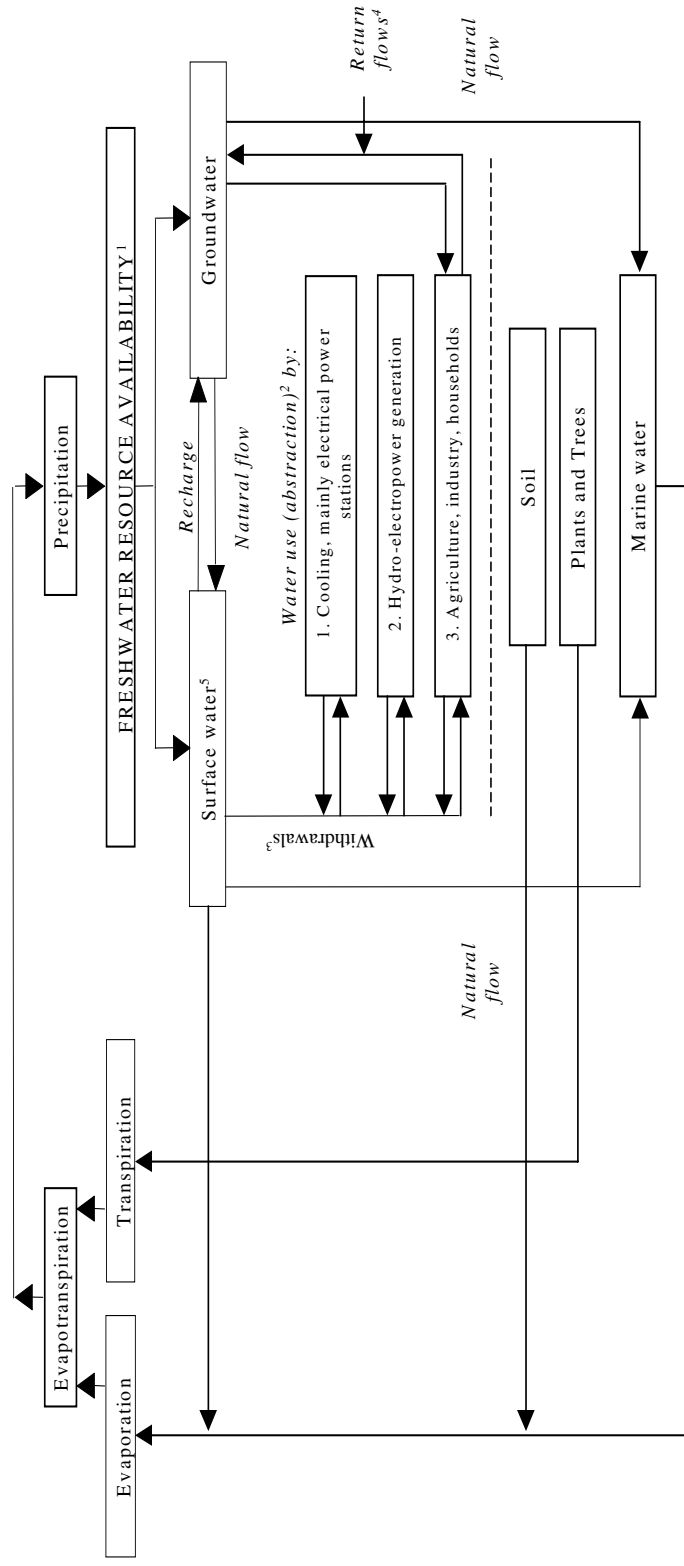 Precipitation
FRESHWATER RESOURCE AVAILABILITY¹
Evapotranspiration
Evaporation
Transpiration
Surface water⁵
Recharge
Natural flow
Groundwater
Water use (abstraction)² by:
1. Cooling, mainly electrical power
stations
2. Hydro-electropower generation
3. Agriculture, industry, households
Withdrawals³
Return
flows⁴
Natural
flow
Natural
flow
Soil
Plants and Trees
Marine water